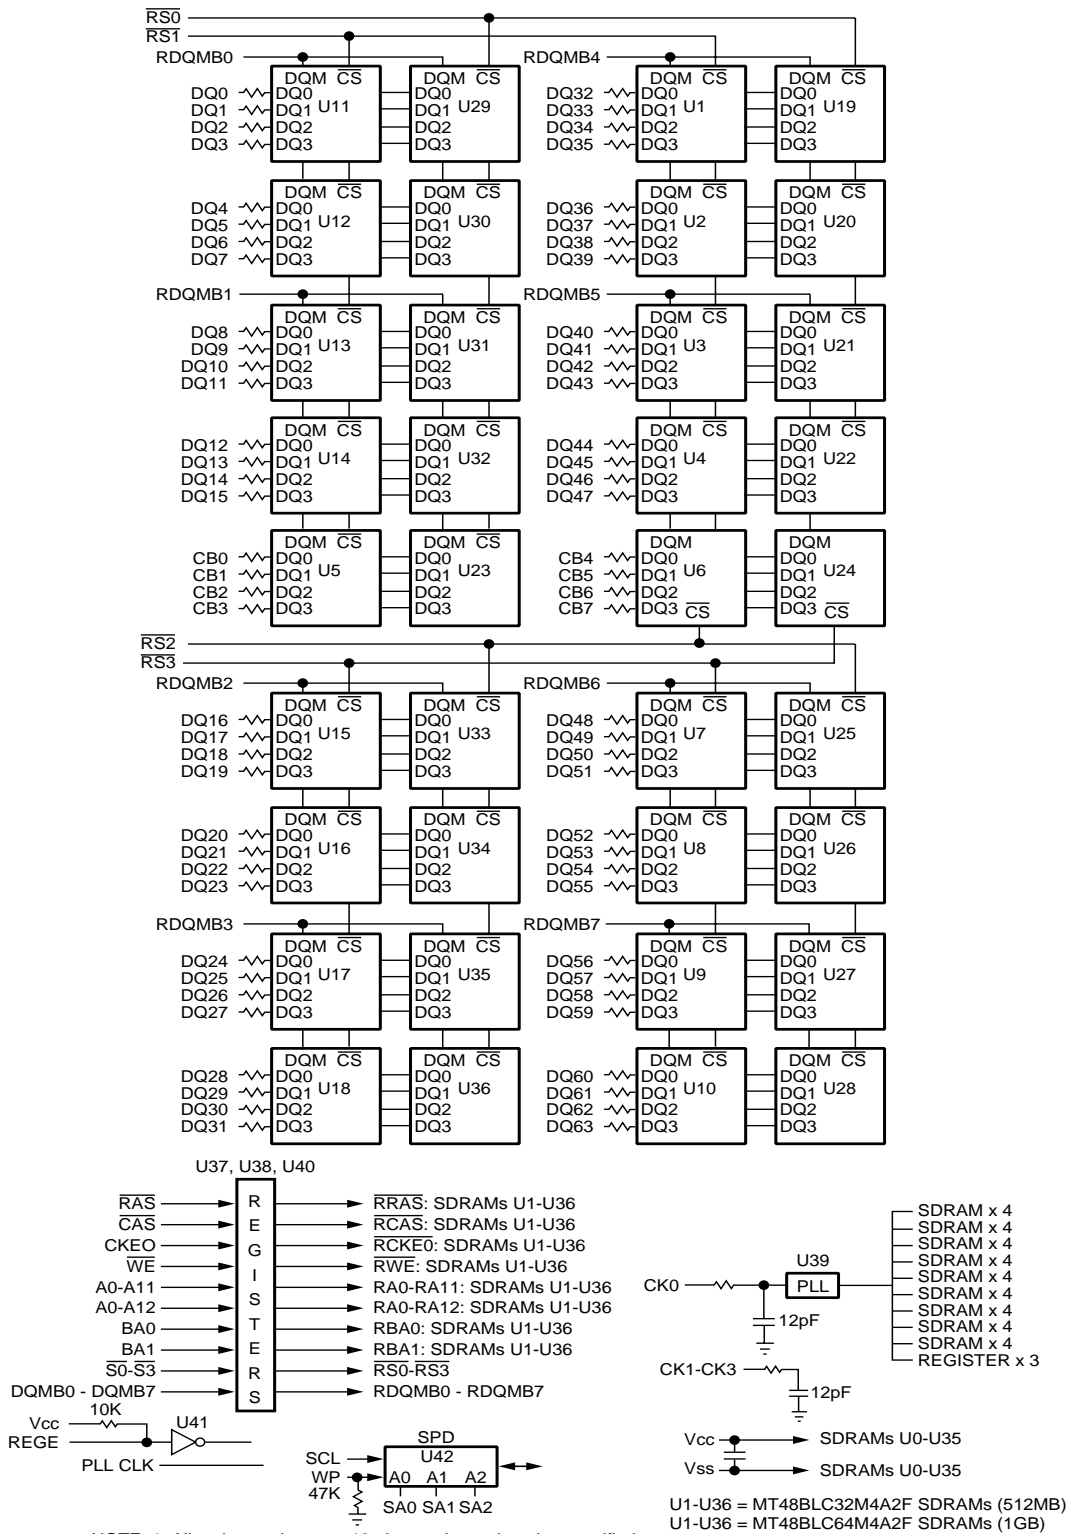 RS0
RS1
RDQMB0 RDQMB4
DQM CS DQM CS DQM CS DQM CS
DQ0 DQ0 U11 DQ0 U29 DQ32 DQ0 U1 DQ0 U19
DQ1 DQ1 DQ1 DQ33 DQ1 DQ1
DQ2 DQ2 DQ2 DQ34 DQ2 DQ2
DQ3 DQ3 DQ3 DQ35 DQ3 DQ3
DQM CS DQM CS DQM CS DQM CS
DQ4 DQ0 U12 DQ0 U30 DQ36 DQ0 U2 DQ0 U20
DQ5 DQ1 DQ1 DQ37 DQ1 DQ1
DQ6 DQ2 DQ2 DQ38 DQ2 DQ2
DQ7 DQ3 DQ3 DQ39 DQ3 DQ3
RDQMB1 RDQMB5
DQM CS DQM CS DQM CS DQM CS
DQ8 DQ0 U13 DQ0 U31 DQ40 DQ0 U3 DQ0 U21
DQ9 DQ1 DQ1 DQ41 DQ1 DQ1
DQ10 DQ2 DQ2 DQ42 DQ2 DQ2
DQ11 DQ3 DQ3 DQ43 DQ3 DQ3
DQM CS DQM CS DQM CS DQM CS
DQ12 DQ0 U14 DQ0 U32 DQ44 DQ0 U4 DQ0 U22
DQ13 DQ1 DQ1 DQ45 DQ1 DQ1
DQ14 DQ2 DQ2 DQ46 DQ2 DQ2
DQ15 DQ3 DQ3 DQ47 DQ3 DQ3
DQM CS DQM CS DQM DQM
CB0 DQ0 U5 DQ0 U23 CB4 DQ0 U6 DQ0 U24
CB1 DQ1 DQ1 CB5 DQ1 DQ1
CB2 DQ2 DQ2 CB6 DQ2 DQ2
CB3 DQ3 DQ3 CB7 DQ3 CS DQ3 CS
RS2
RS3
RDQMB2 RDQMB6
DQM CS DQM CS DQM CS DQM CS
DQ16 DQ0 U15 DQ0 U33 DQ48 DQ0 U7 DQ0 U25
DQ17 DQ1 DQ1 DQ49 DQ1 DQ1
DQ18 DQ2 DQ2 DQ50 DQ2 DQ2
DQ19 DQ3 DQ3 DQ51 DQ3 DQ3
DQM CS DQM CS DQM CS DQM CS
DQ20 DQ0 U16 DQ0 U34 DQ52 DQ0 U8 DQ0 U26
DQ21 DQ1 DQ1 DQ53 DQ1 DQ1
DQ22 DQ2 DQ2 DQ54 DQ2 DQ2
DQ23 DQ3 DQ3 DQ55 DQ3 DQ3
RDQMB3 RDQMB7
DQM CS DQM CS DQM CS DQM CS
DQ24 DQ0 U17 DQ0 U35 DQ56 DQ0 U9 DQ0 U27
DQ25 DQ1 DQ1 DQ57 DQ1 DQ1
DQ26 DQ2 DQ2 DQ58 DQ2 DQ2
DQ27 DQ3 DQ3 DQ59 DQ3 DQ3
DQM CS DQM CS DQM CS DQM CS
DQ28 DQ0 U18 DQ0 U36 DQ60 DQ0 U10 DQ0 U28
DQ29 DQ1 DQ1 DQ61 DQ1 DQ1
DQ30 DQ2 DQ2 DQ62 DQ2 DQ2
DQ31 DQ3 DQ3 DQ63 DQ3 DQ3
U37, U38, U40
REGISTERS
RAS RRAS: SDRAMs U1-U36
CAS RCAS: SDRAMs U1-U36
CKEO RCKE0: SDRAMs U1-U36
WE RWE: SDRAMs U1-U36
A0-A11 RA0-RA11: SDRAMs U1-U36
A0-A12 RA0-RA12: SDRAMs U1-U36
BA0 RBA0: SDRAMs U1-U36
BA1 RBA1: SDRAMs U1-U36
S0-S3 RS0-RS3
DQMB0 - DQMB7 RDQMB0 - RDQMB7
SDRAM x 4
SDRAM x 4
SDRAM x 4
SDRAM x 4
SDRAM x 4
SDRAM x 4
SDRAM x 4
SDRAM x 4
SDRAM x 4
REGISTER x 3
U39
CK0 PLL
12pF
CK1-CK3
12pF
10K
Vcc U41
REGE
PLL CLK
SPD
SCL U42
WP A0 A1 A2
47K
SA0 SA1 SA2
Vcc SDRAMs U0-U35
Vss SDRAMs U0-U35
U1-U36 = MT48BLC32M4A2F SDRAMs (512MB)
U1-U36 = MT48BLC64M4A2F SDRAMs (1GB)